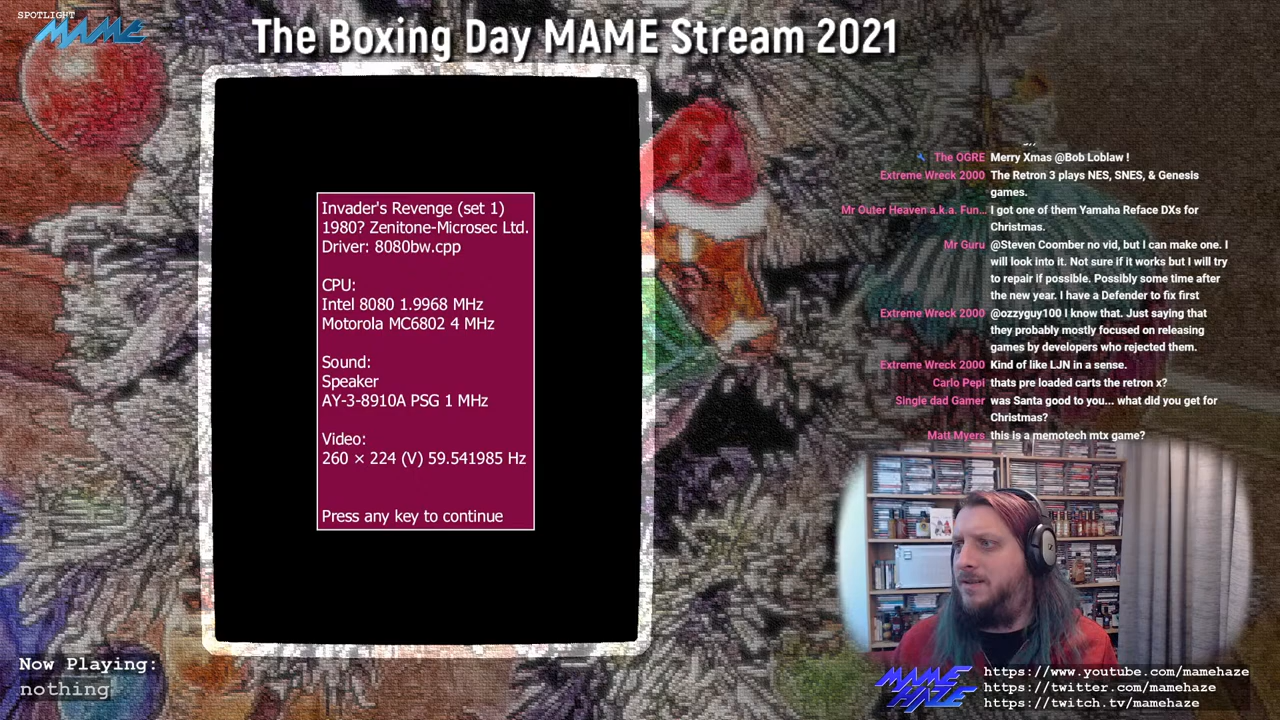 SPOTLIGHT
MAME
The Boxing Day MAME Stream 2021
Invader's Revenge (set 1)
1980? Zenitone-Microsec Ltd.
Driver: 8080bw.cpp
CPU:
Intel 8080 1.9968 MHz
Motorola MC6802 4 MHz
Sound:
Speaker
AY-3-8910A PSG 1 MHz
Video:
260 × 224 (V) 59.541985 Hz
Press any key to continue
The OGRE Merry Xmas @Bob Loblaw !
Extreme Wreck 2000 The Retron 3 plays NES, SNES, & Genesis
games.
Mr Outer Heaven a.k.a. Fun... I got one of them Yamaha Reface DXs for
Christmas.
Mr Guru @Steven Coomber no vid, but I can make one. I
will look into it. Not sure if it works but I will try
to repair if possible. Possibly some time after
the new year. I have a Defender to fix first
Extreme Wreck 2000 @ozzyguy100 I know that. Just saying that
they probably mostly focused on releasing
games by developers who rejected them.
Extreme Wreck 2000 Kind of like LJN in a sense.
Carlo Pepi thats pre loaded carts the retron x?
Single dad Gamer was Santa good to you... what did you get for
Christmas?
Matt Myers this is a memotech mtx game?
Now Playing:
nothing
MAME
HAZE
https://www.youtube.com/mamehaze
https://twitter.com/mamehaze
https://twitch.tv/mamehaze